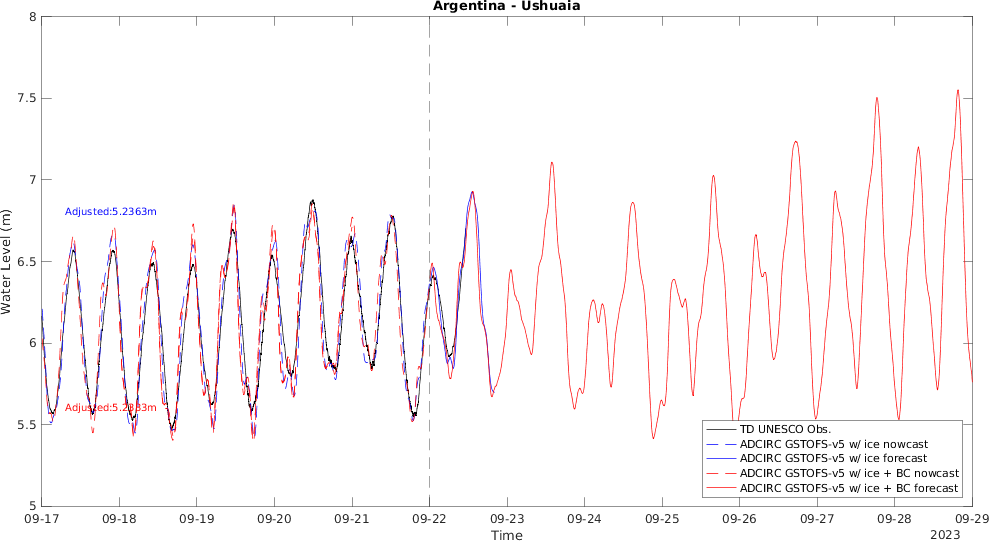 Argentina - Ushuaia
8
7.5
7
6.5
6
5.5
5
Water Level (m)
Adjusted:5.2363m
Adjusted:5.2333m
TD UNESCO Obs.
ADCIRC GSTOFS-v5 w/ ice nowcast
ADCIRC GSTOFS-v5 w/ ice forecast
ADCIRC GSTOFS-v5 w/ ice + BC nowcast
ADCIRC GSTOFS-v5 w/ ice + BC forecast
09-17 09-18 09-19 09-20 09-21 09-22 09-23 09-24 09-25 09-26 09-27 09-28 09-29
Time
2023